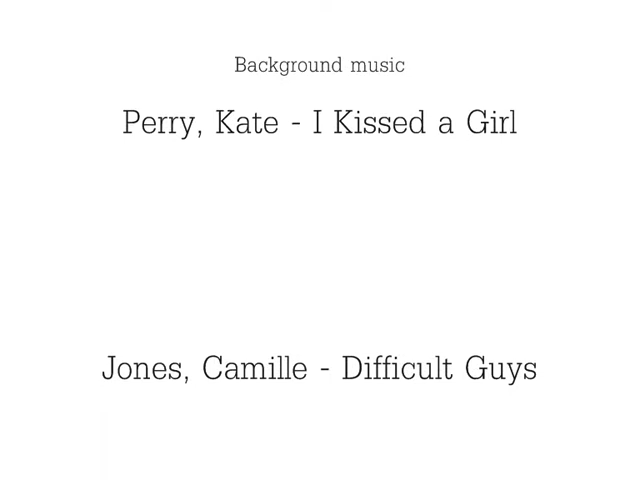 Background music
Perry, Kate - I Kissed a Girl
Jones, Camille - Difficult Guys